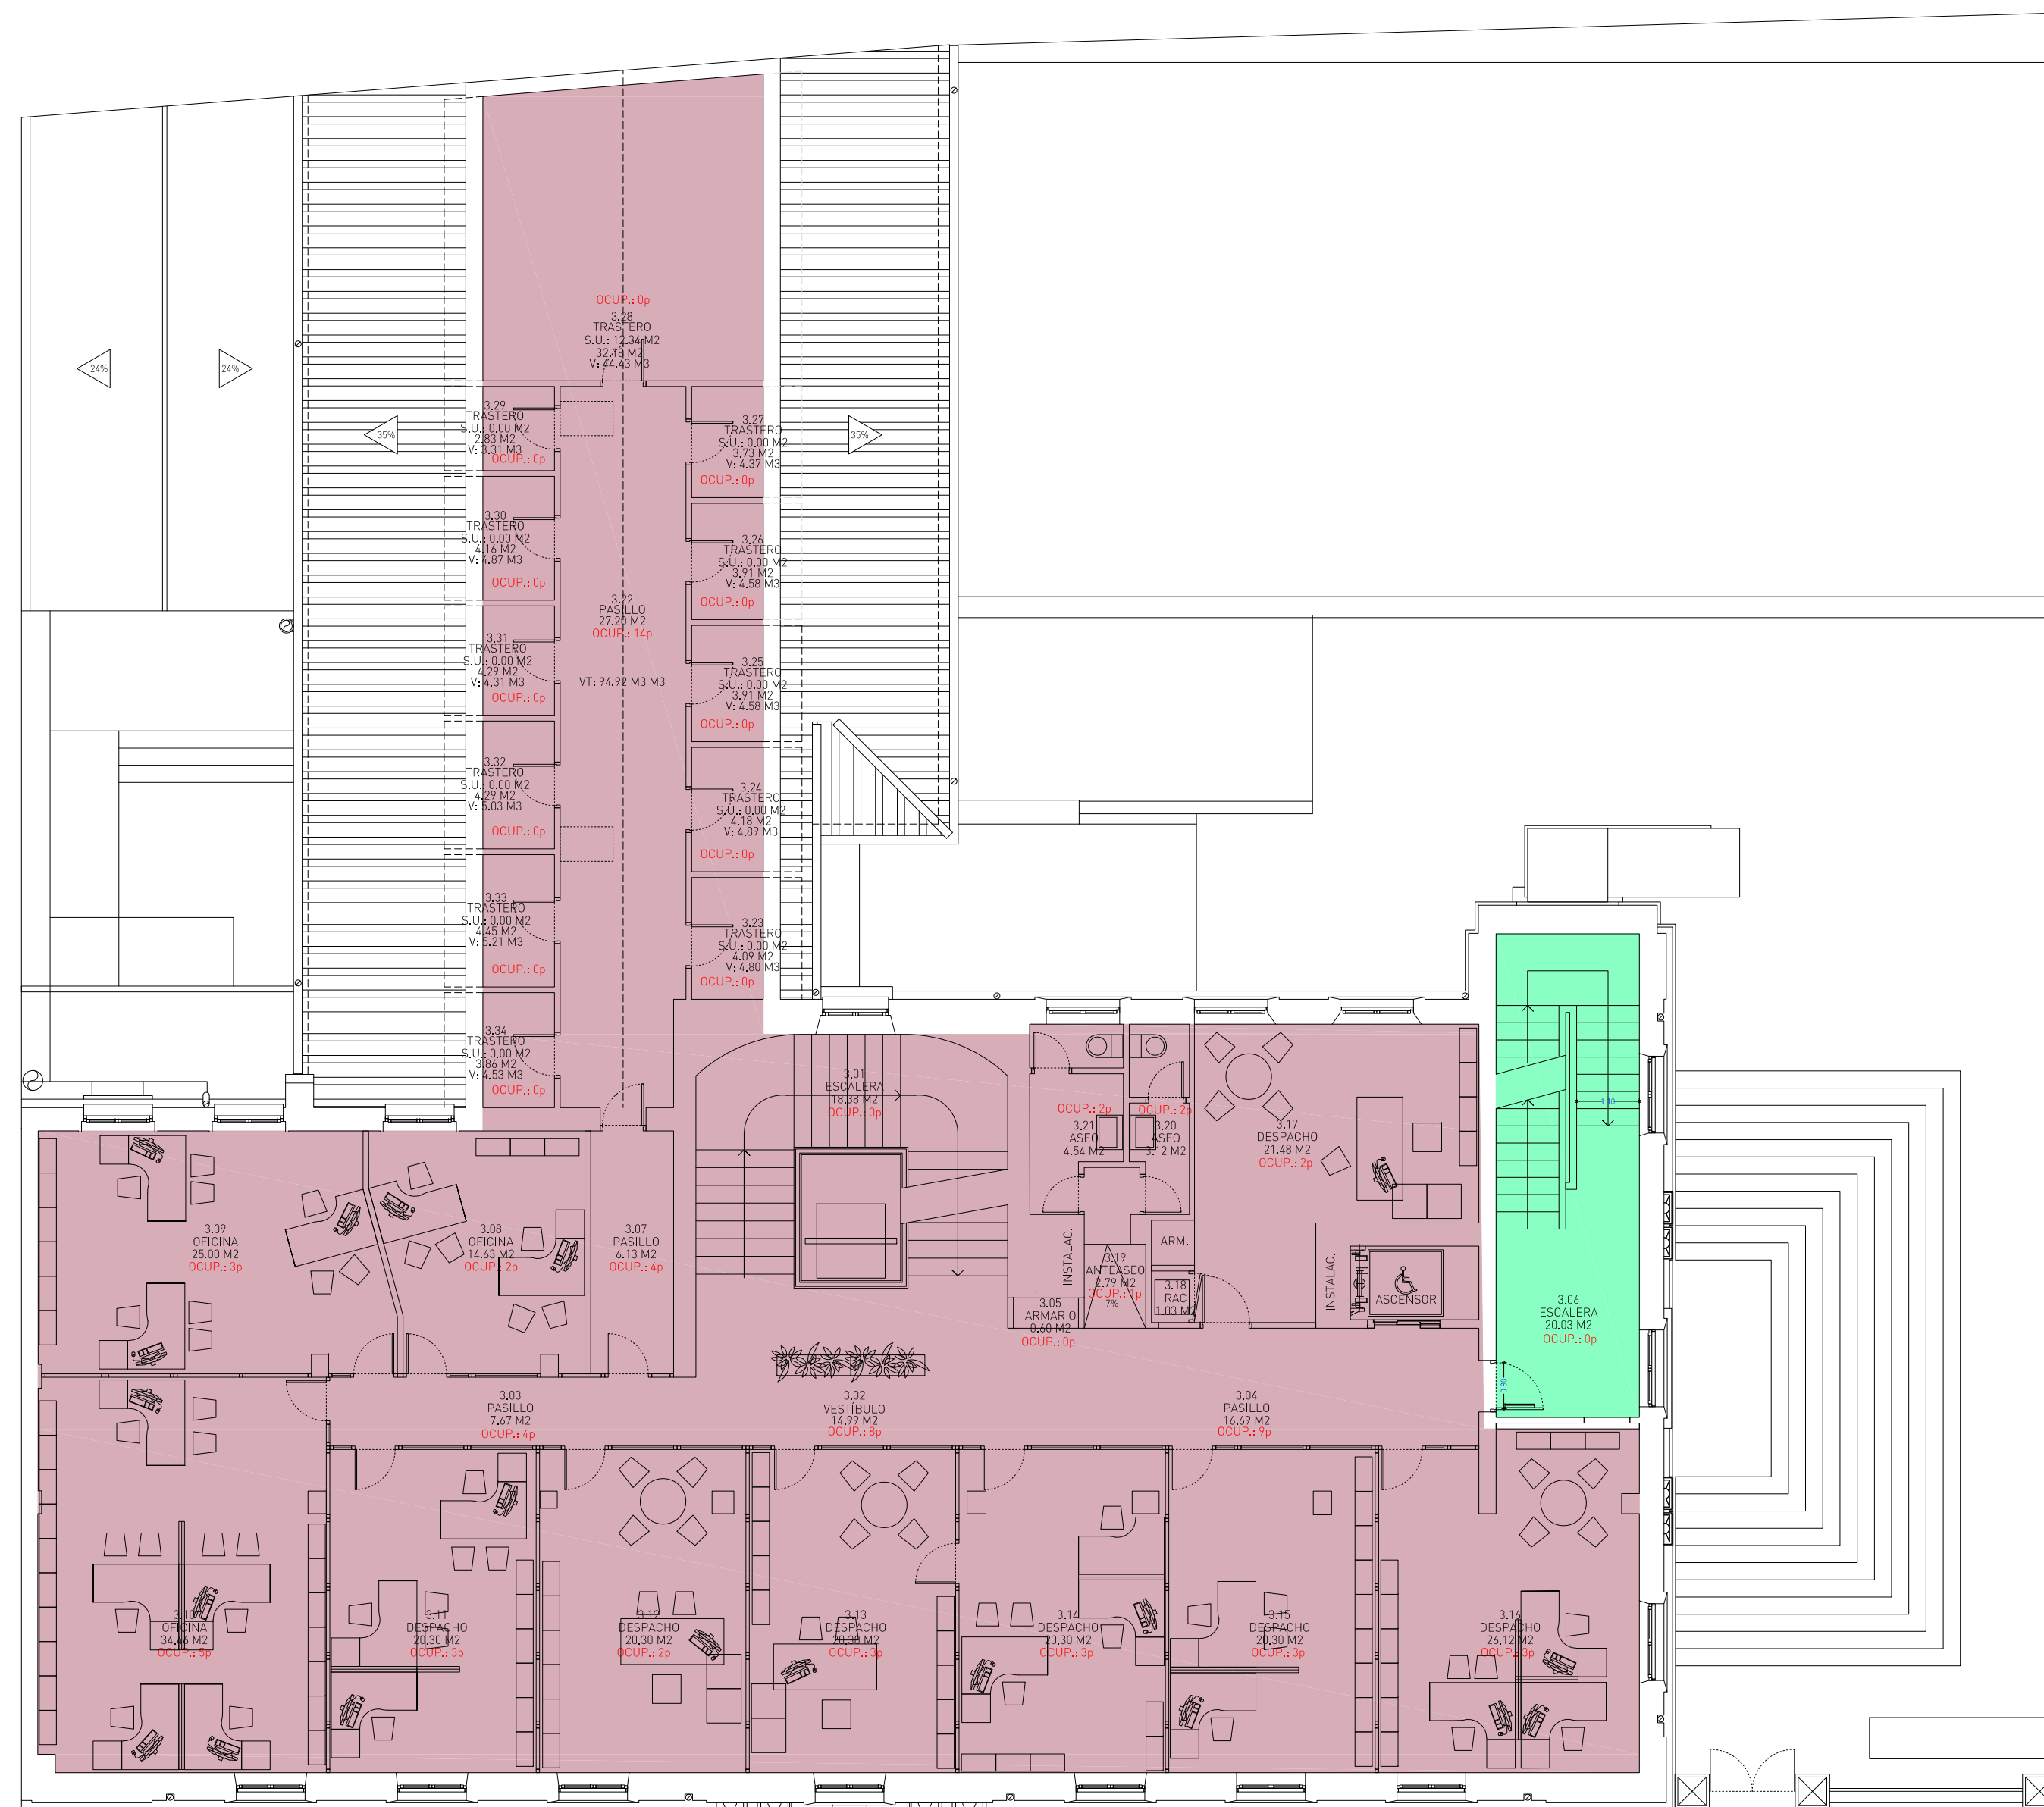 OCUP.: 0p
3.28
TRASTERO
S.U.: 12.34 M2
32.18 M2
V: 44.43 M3
24%
24%
35%
35%
3.29
TRASTERO
S.U.: 0.00 M2
2.83 M2
V: 3.31 M3
OCUP.: 0p
3.27
TRASTERO
S.U.: 0.00 M2
3.73 M2
V: 4.37 M3
OCUP.: 0p
3.30
TRASTERO
S.U.: 0.00 M2
4.16 M2
V: 4.87 M3
OCUP.: 0p
3.26
TRASTERO
S.U.: 0.00 M2
3.91 M2
V: 4.58 M3
OCUP.: 0p
3.22
PASILLO
27.20 M2
OCUP.: 14p
VT: 94.92 M3 M3
3.31
TRASTERO
S.U.: 0.00 M2
4.29 M2
V: 4.31 M3
OCUP.: 0p
3.25
TRASTERO
S.U.: 0.00 M2
3.91 M2
V: 4.58 M3
OCUP.: 0p
3.32
TRASTERO
S.U.: 0.00 M2
4.29 M2
V: 5.03 M3
OCUP.: 0p
3.24
TRASTERO
S.U.: 0.00 M2
4.18 M2
V: 4.89 M3
OCUP.: 0p
3.33
TRASTERO
S.U.: 0.00 M2
4.45 M2
V: 5.21 M3
OCUP.: 0p
3.23
TRASTERO
S.U.: 0.00 M2
4.09 M2
V: 4.80 M3
OCUP.: 0p
3.34
TRASTERO
S.U.: 0.00 M2
3.86 M2
V: 4.53 M3
OCUP.: 0p
3.01
ESCALERA
18.38 M2
OCUP.: 0p
OCUP.: 2p
3.21
ASEO
4.54 M2
OCUP.: 2p
3.20
ASEO
3.12 M2
3.17
DESPACHO
21.48 M2
OCUP.: 2p
1,10
3.09
OFICINA
25.00 M2
OCUP.: 3p
3.08
OFICINA
14.63 M2
OCUP.: 2p
3.07
PASILLO
6.13 M2
OCUP.: 4p
INSTALAC.
ARM.
3.19
ANTEASEO
2.79 M2
OCUP.: 1p
7%
3.18
RAC
1.03 M2
3.05
ARMARIO
0.60 M2
OCUP.: 0p
INSTALAC.
ASCENSOR
3.06
ESCALERA
20.03 M2
OCUP.: 0p
0,80
3.03
PASILLO
7.67 M2
OCUP.: 4p
3.02
VESTÍBULO
14.99 M2
OCUP.: 8p
3.04
PASILLO
16.69 M2
OCUP.: 9p
3.10
OFICINA
34.46 M2
OCUP.: 5p
3.11
DESPACHO
20.30 M2
OCUP.: 3p
3.12
DESPACHO
20.30 M2
OCUP.: 2p
3.13
DESPACHO
20.30 M2
OCUP.: 3p
3.14
DESPACHO
20.30 M2
OCUP.: 3p
3.15
DESPACHO
20.30 M2
OCUP.: 3p
3.16
DESPACHO
26.12 M2
OCUP.: 3p